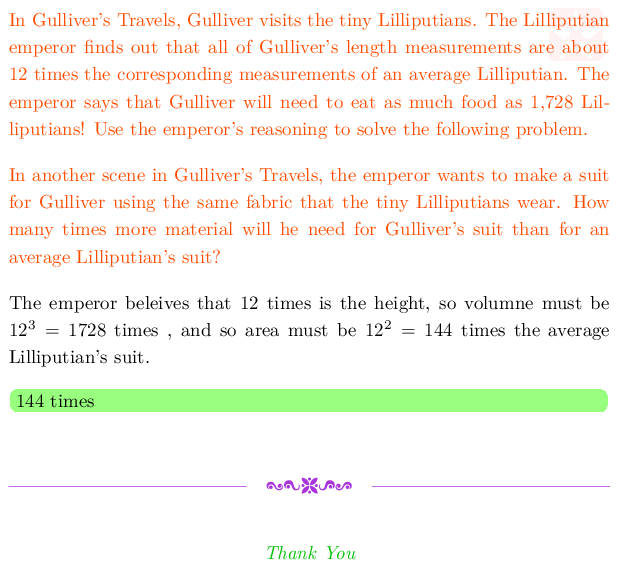 In Gulliver's Travels, Gulliver visits the tiny Lilliputians. The Lilliputian
emperor finds out that all of Gulliver's length measurements are about
12 times the corresponding measurements of an average Lilliputian. The
emperor says that Gulliver will need to eat as much food as 1,728 Lil-
liputians! Use the emperor's reasoning to solve the following problem.
In another scene in Gulliver's Travels, the emperor wants to make a suit
for Gulliver using the same fabric that the tiny Lilliputians wear. How
many times more material will he need for Gulliver's suit than for an
average Lilliputian's suit?
The emperor beleives that 12 times is the height, so volumne must be
12³ = 1728 times , and so area must be 12² = 144 times the average
Lilliputian's suit.
144 times
Thank You